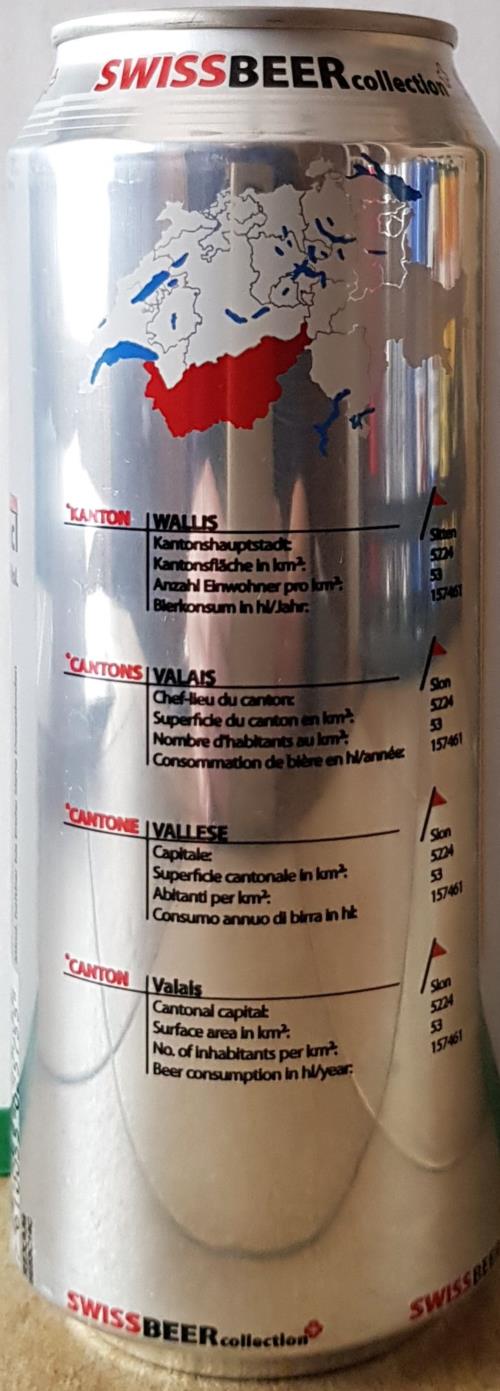 SWISSBEERcollection
*KANTON WALLIS
Kantonshauptstadt: Sitten
Kantonsfläche in km²: 5224
Anzahl Einwohner pro km²: 53
Bierkonsum in hl/Jahr: 157461
*CANTONS VALAIS
Chef-lieu du canton: Sion
Superficie du canton en km²: 5224
Nombre d'habitants au km²: 53
Consommation de bière en hl/année: 157461
*CANTONE VALLESE
Capitale: Sion
Superficie cantonale in km²: 5224
Abitanti per km²: 53
Consumo annuo di birra in hl: 157461
*CANTON Valais
Cantonal capital: Sion
Surface area in km²: 5224
No. of inhabitants per km²: 53
Beer consumption in hl/year: 157461
SWISSBEERcollection
SWISSBEE